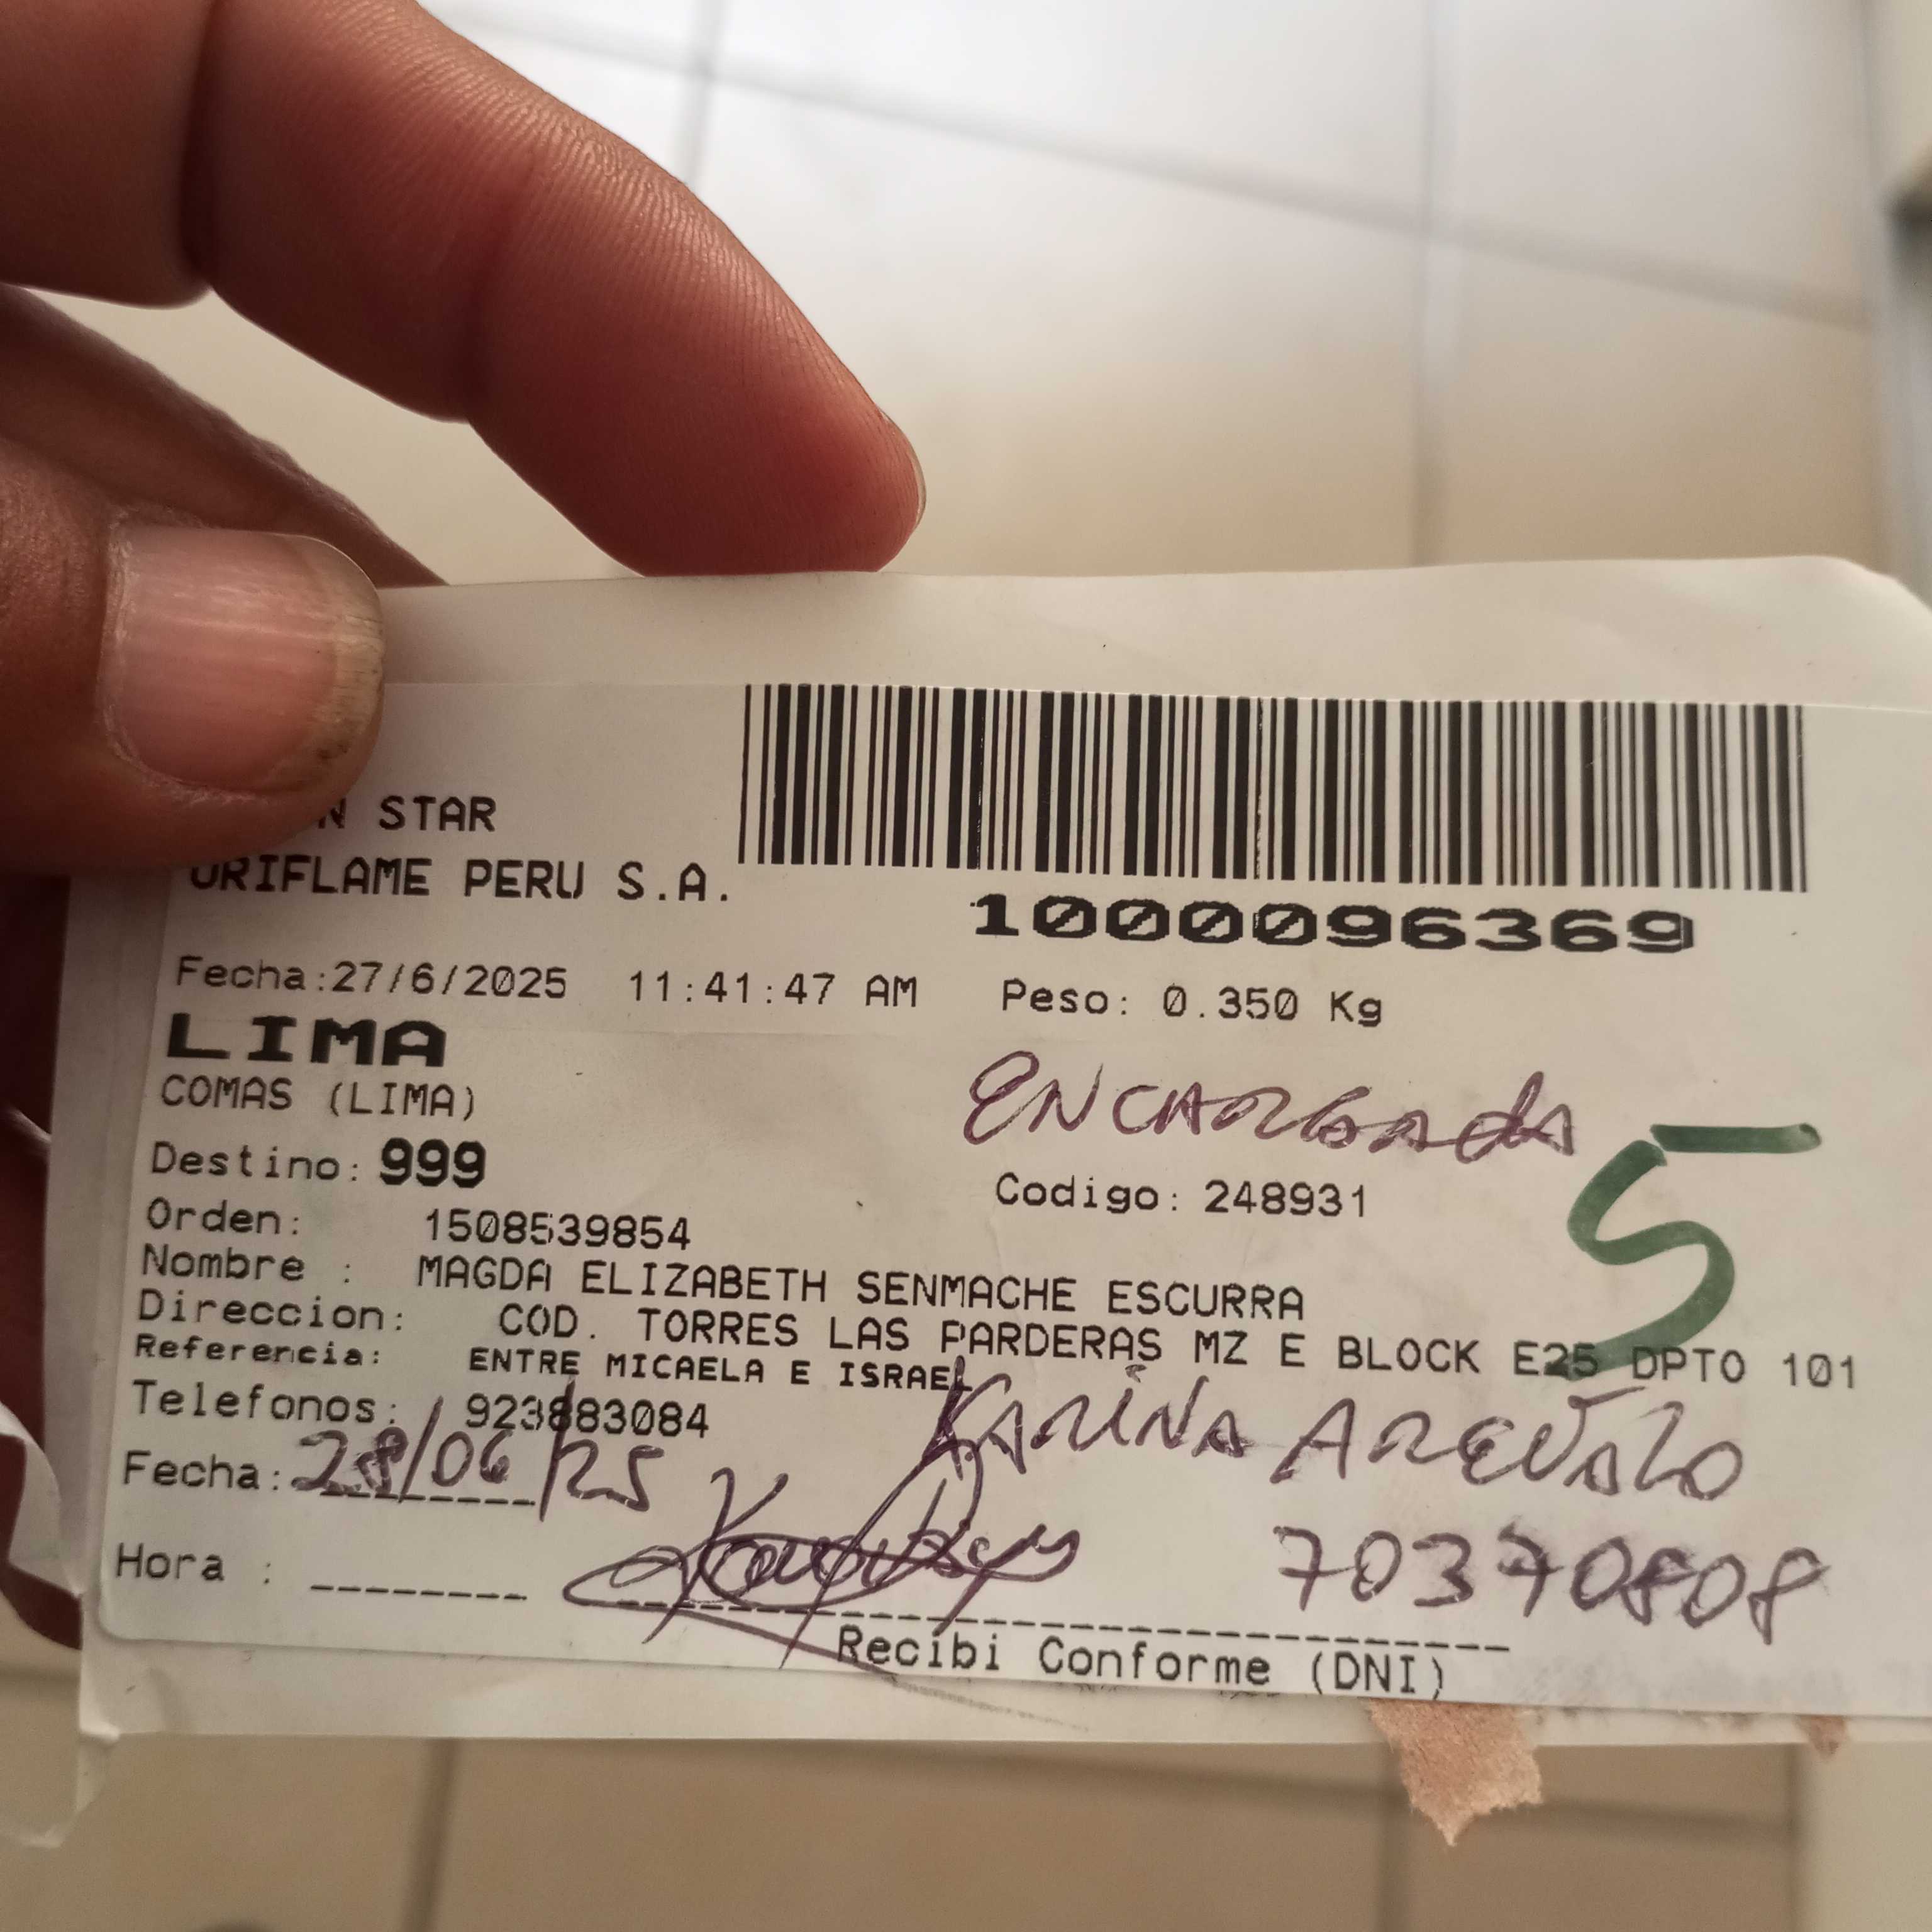 N STAR
ORIFLAME PERU S.A.
1000096369
Fecha:27/6/2025 11:41:47 AM Peso: 0.350 Kg
LIMA
COMAS (LIMA)
ENCARGADA
Destino: 999
Codigo: 248931
5
Orden: 1508539854
Nombre : MAGDA ELIZABETH SENMACHE ESCURRA
Direccion: COD. TORRES LAS PARDERAS MZ E BLOCK E25 DPTO 101
Referencia: ENTRE MICAELA E ISRAEL
Telefonos: 923883084
KARINA AREVALO
Fecha: 28/06/25
70370808
Hora :
Recibi Conforme (DNI)